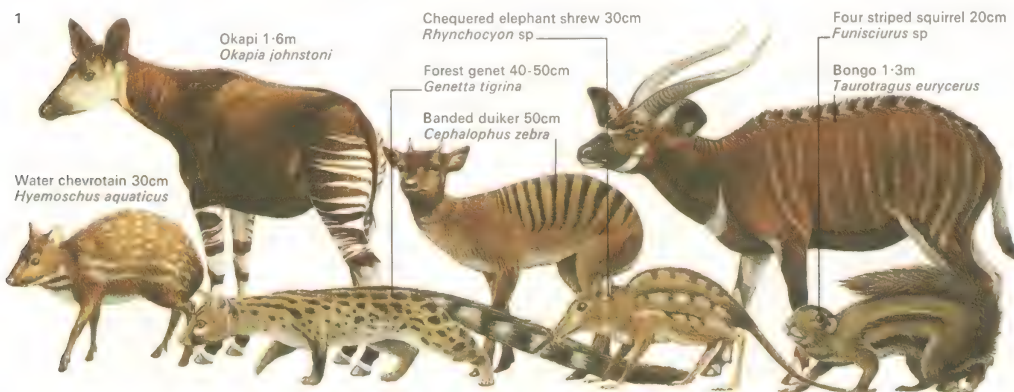 1
Okapi 1·6m
Okapia johnstoni
Chequered elephant shrew 30cm
Rhynchocyon sp
Four striped squirrel 20cm
Funisciurus sp
Forest genet 40-50cm
Genetta tigrina
Bongo 1·3m
Taurotragus eurycerus
Banded duiker 50cm
Cephalophus zebra
Water chevrotain 30cm
Hyemoschus aquaticus